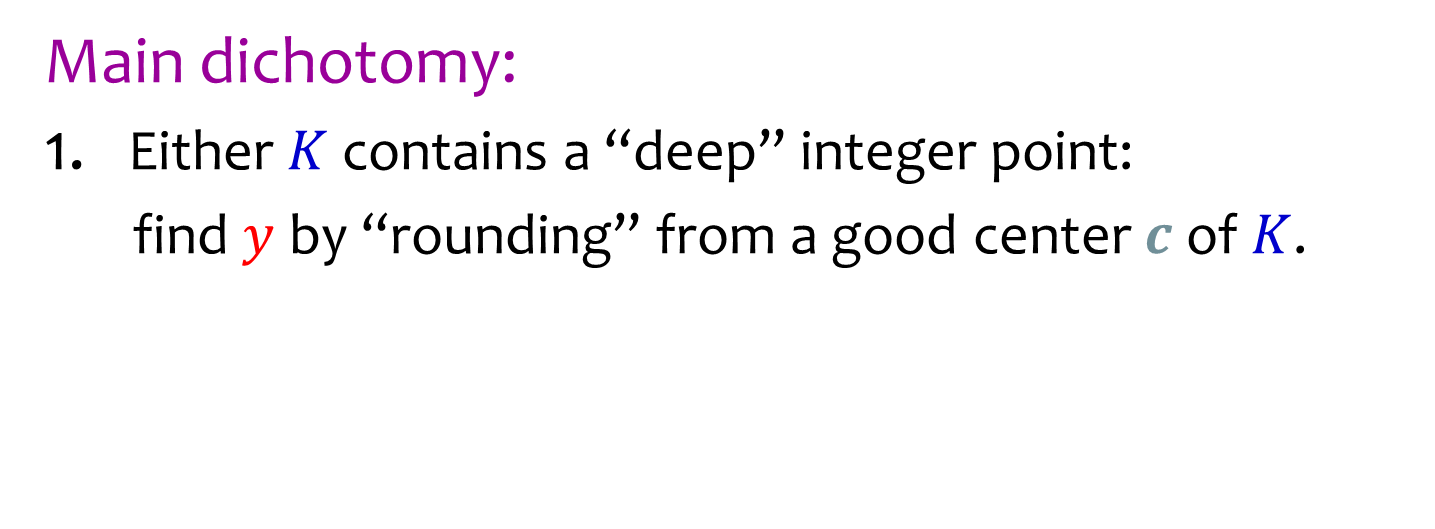 Main dichotomy:
1. Either K contains a “deep” integer point:
find y by “rounding” from a good center c of K.